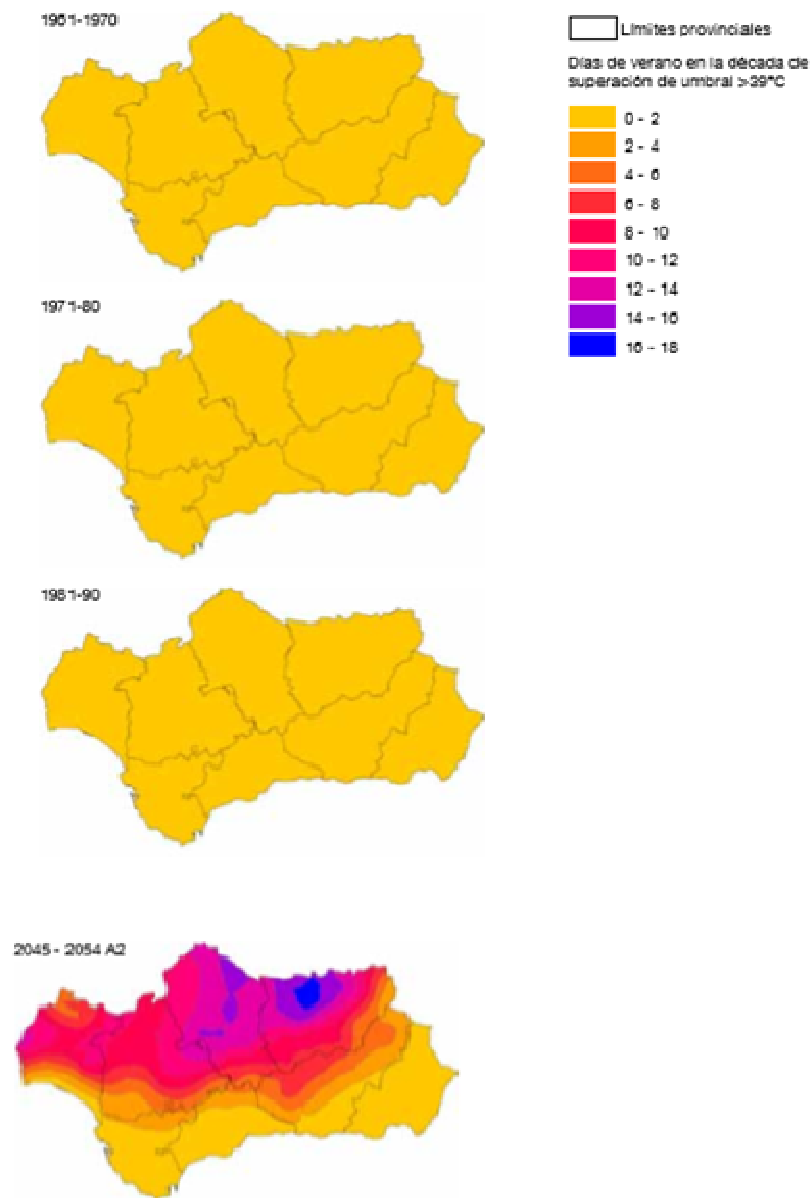 1961-1970
Límites provinciales
Días de verano en la década de
superación de umbral >39°C
0 - 2
2 - 4
4 - 6
6 - 8
8 - 10
10 - 12
12 - 14
14 - 16
16 - 18
1971-80
1981-90
2045 - 2054 A2